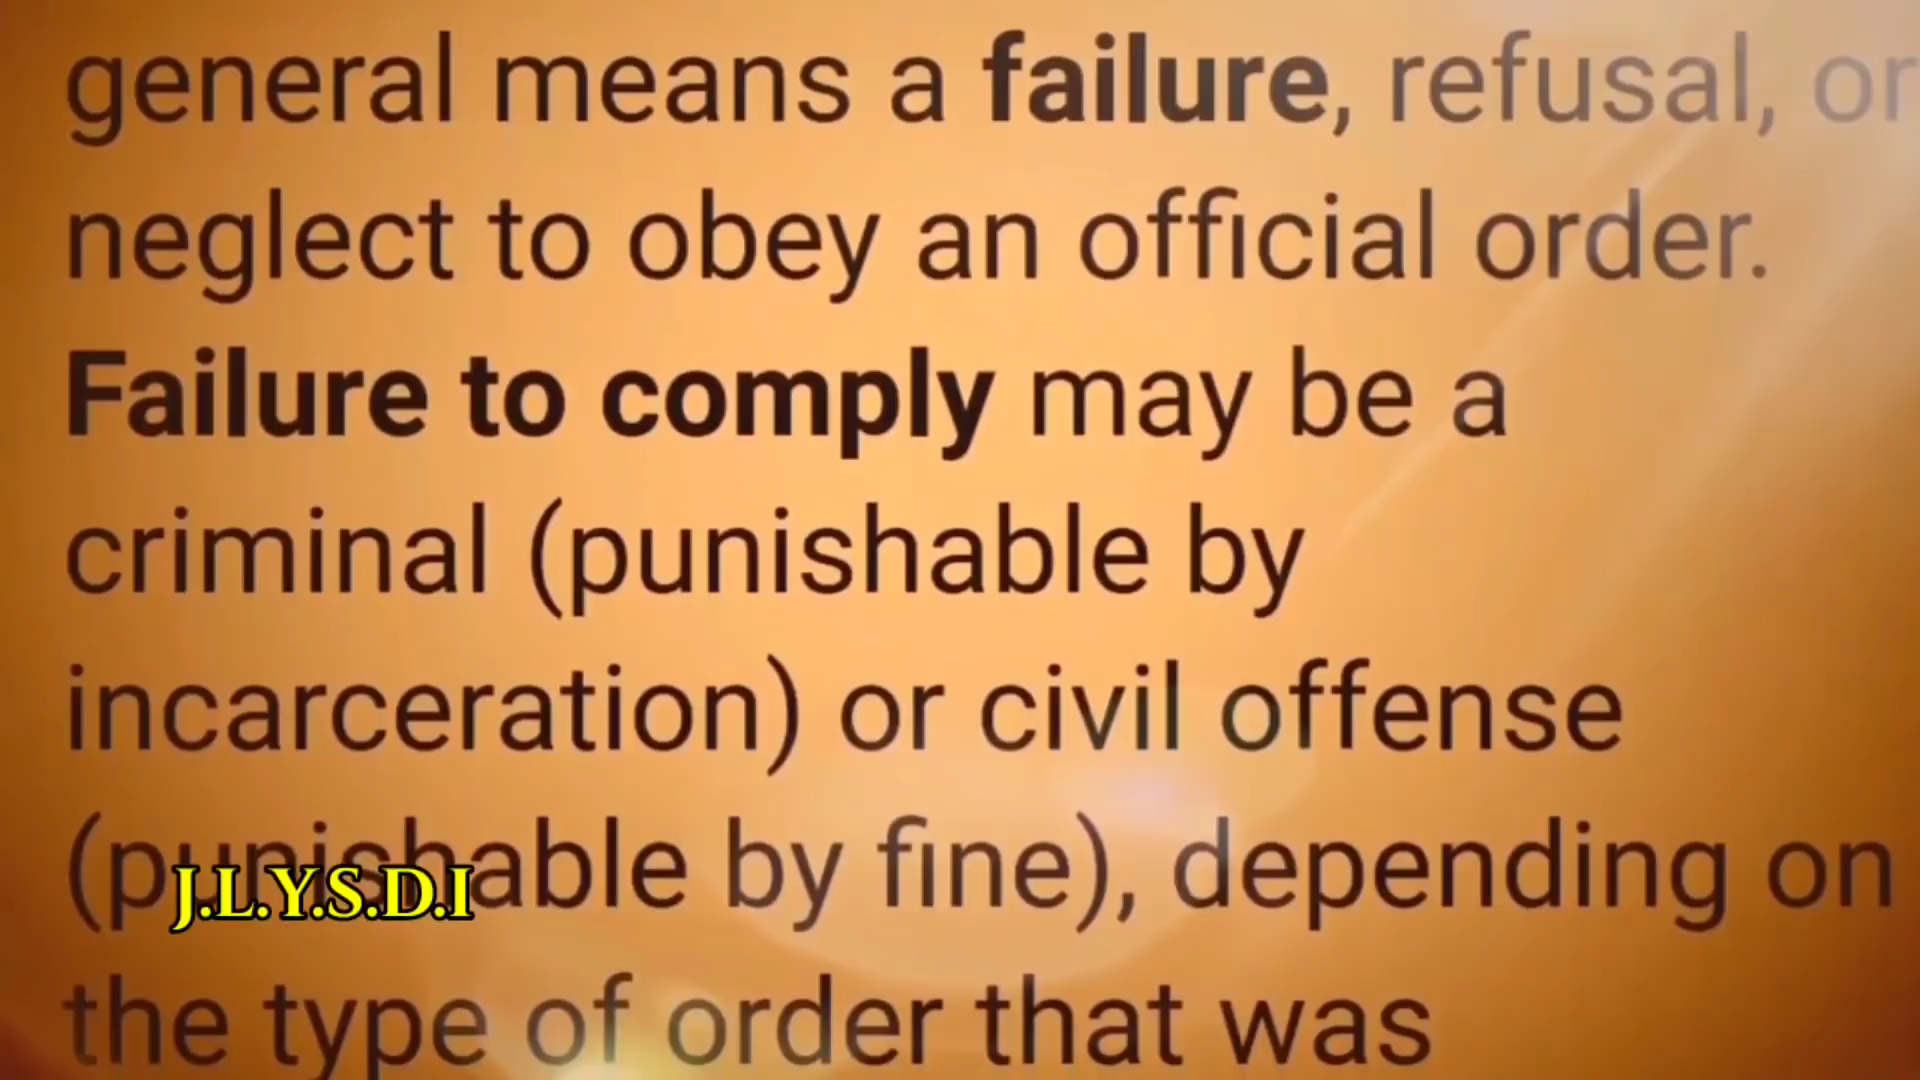 general means a failure, refusal, or
neglect to obey an official order.
Failure to comply may be a
criminal (punishable by
incarceration) or civil offense
(punishable by fine), depending on
J.L.Y.S.D.I
the type of order that was